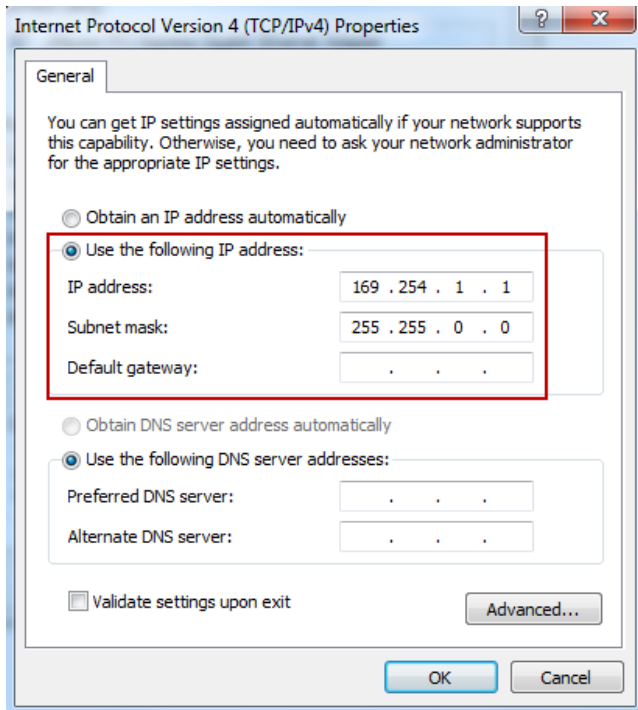 Internet Protocol Version 4 (TCP/IPv4) Properties
General
You can get IP settings assigned automatically if your network supports
this capability. Otherwise, you need to ask your network administrator
for the appropriate IP settings.
Obtain an IP address automatically
Use the following IP address:
IP address: 169 . 254 . 1 . 1
Subnet mask: 255 . 255 . 0 . 0
Default gateway: . . .
Obtain DNS server address automatically
Use the following DNS server addresses:
Preferred DNS server: . . .
Alternate DNS server: . . .
Validate settings upon exit
Advanced...
OK Cancel